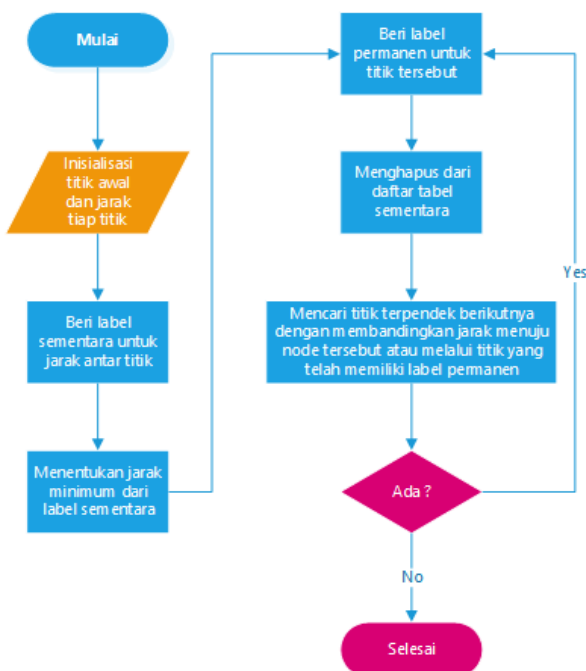 Mulai
Inisialisasi
titik awal
dan jarak
tiap titik
Beri label
sementara untuk
jarak antar titik
Menentukan jarak
minimum dari
label sementara
Beri label
permanen untuk
titik tersebut
Menghapus dari
daftar tabel
sementara
Mencari titik terpendek berikutnya
dengan membandingkan jarak menuju
node tersebut atau melalui titik yang
telah memiliki label permanen
Ada ?
Yes
No
Selesai